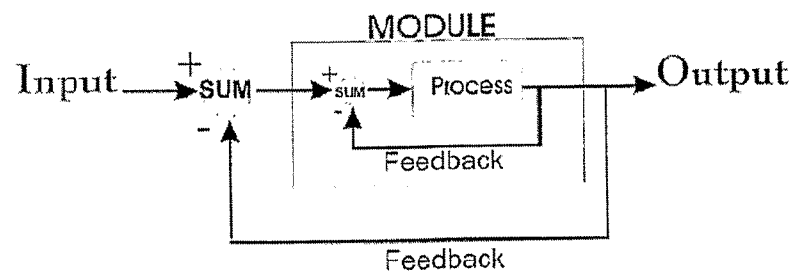 MODULE
Input
+
SUM
-
+
SUM
-
Process
Output
Feedback
Feedback